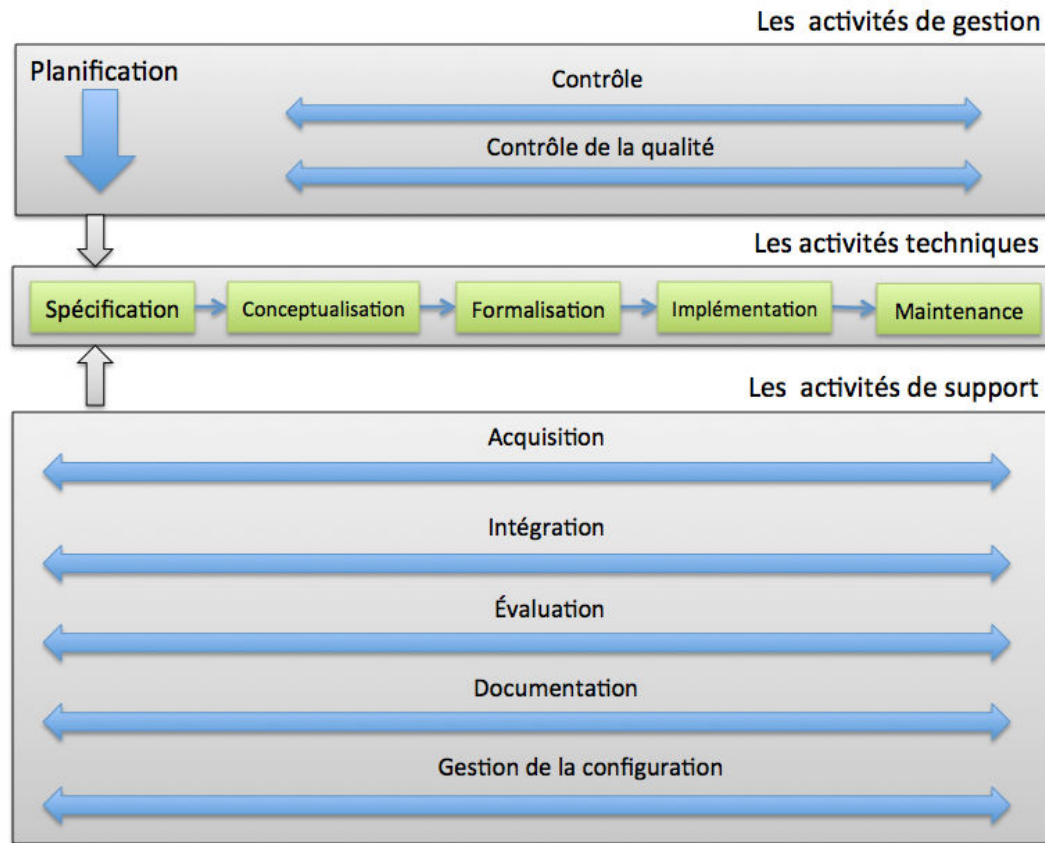 Les activités de gestion
Planification
Contrôle
Contrôle de la qualité
Les activités techniques
Spécification
Conceptualisation
Formalisation
Implémentation
Maintenance
Les activités de support
Acquisition
Intégration
Évaluation
Documentation
Gestion de la configuration